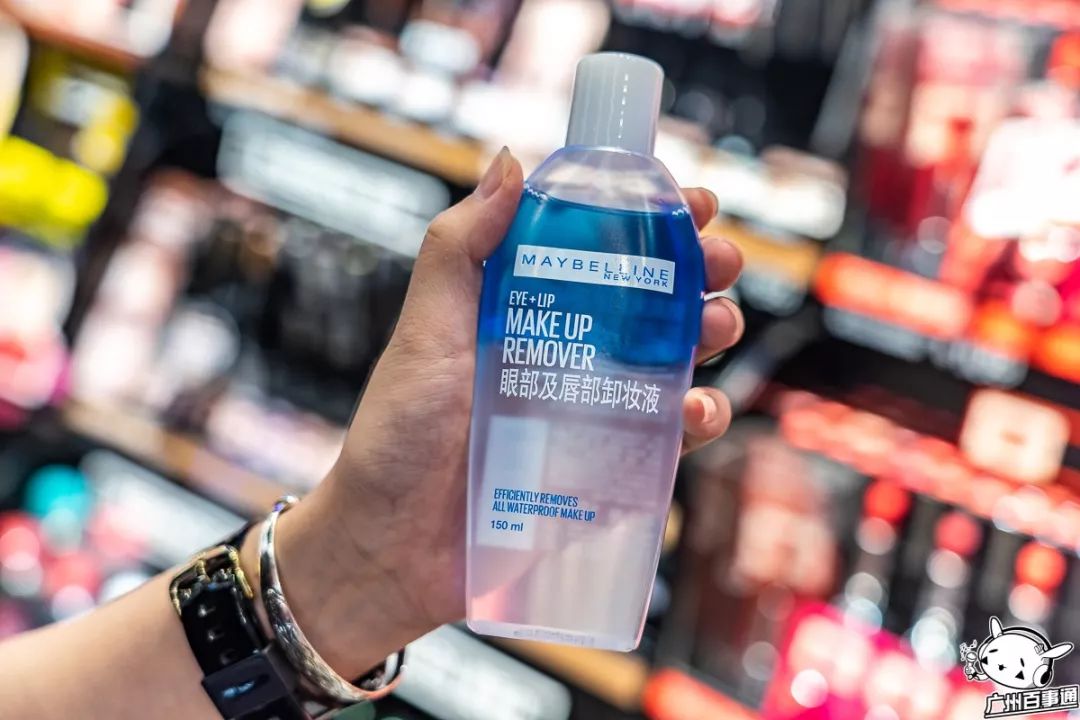 MAYBELLINE
NEW YORK
EYE + LIP
MAKE UP
REMOVER
眼部及唇部卸妆液
EFFICIENTLY REMOVES
ALL WATERPROOF MAKE UP
150 ml
广州百事通